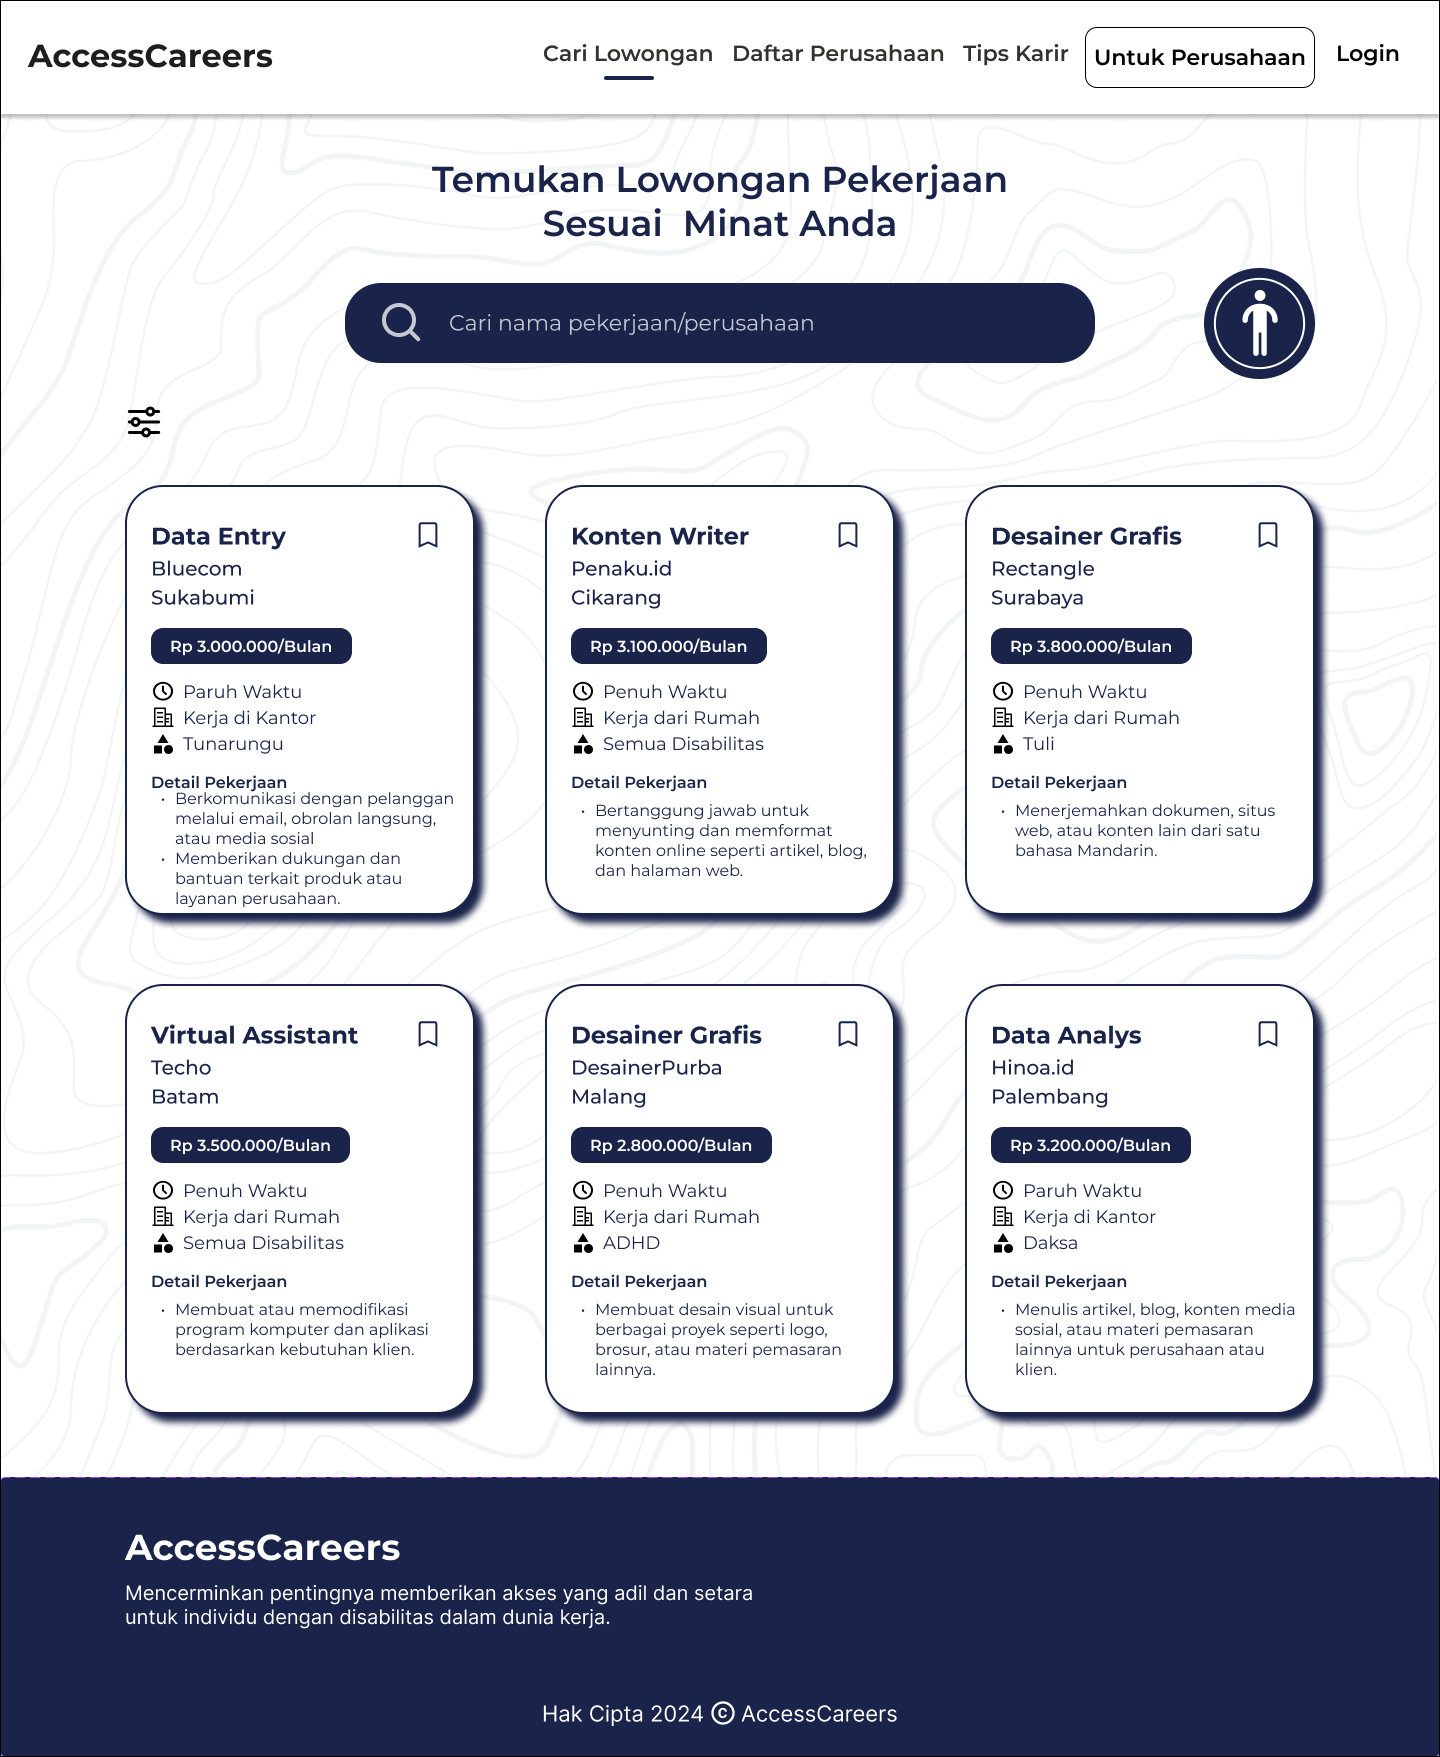 AccessCareers
Cari Lowongan Daftar Perusahaan Tips Karir Untuk Perusahaan Login
Temukan Lowongan Pekerjaan
Sesuai Minat Anda
Cari nama pekerjaan/perusahaan
Data Entry
Bluecom
Sukabumi
Rp 3.000.000/Bulan
Paruh Waktu
Kerja di Kantor
Tunarungu
Detail Pekerjaan
• Berkomunikasi dengan pelanggan
melalui email, obrolan langsung,
atau media sosial
• Memberikan dukungan dan
bantuan terkait produk atau
layanan perusahaan.
Konten Writer
Penaku.id
Cikarang
Rp 3.100.000/Bulan
Penuh Waktu
Kerja dari Rumah
Semua Disabilitas
Detail Pekerjaan
• Bertanggung jawab untuk
menyunting dan memformat
konten online seperti artikel, blog,
dan halaman web.
Desainer Grafis
Rectangle
Surabaya
Rp 3.800.000/Bulan
Penuh Waktu
Kerja dari Rumah
Tuli
Detail Pekerjaan
• Menerjemahkan dokumen, situs
web, atau konten lain dari satu
bahasa Mandarin.
Virtual Assistant
Techo
Batam
Rp 3.500.000/Bulan
Penuh Waktu
Kerja dari Rumah
Semua Disabilitas
Detail Pekerjaan
• Membuat atau memodifikasi
program komputer dan aplikasi
berdasarkan kebutuhan klien.
Desainer Grafis
DesainerPurba
Malang
Rp 2.800.000/Bulan
Penuh Waktu
Kerja dari Rumah
ADHD
Detail Pekerjaan
• Membuat desain visual untuk
berbagai proyek seperti logo,
brosur, atau materi pemasaran
lainnya.
Data Analys
Hinoa.id
Palembang
Rp 3.200.000/Bulan
Paruh Waktu
Kerja di Kantor
Daksa
Detail Pekerjaan
• Menulis artikel, blog, konten media
sosial, atau materi pemasaran
lainnya untuk perusahaan atau
klien.
AccessCareers
Mencerminkan pentingnya memberikan akses yang adil dan setara
untuk individu dengan disabilitas dalam dunia kerja.
Hak Cipta 2024 © AccessCareers